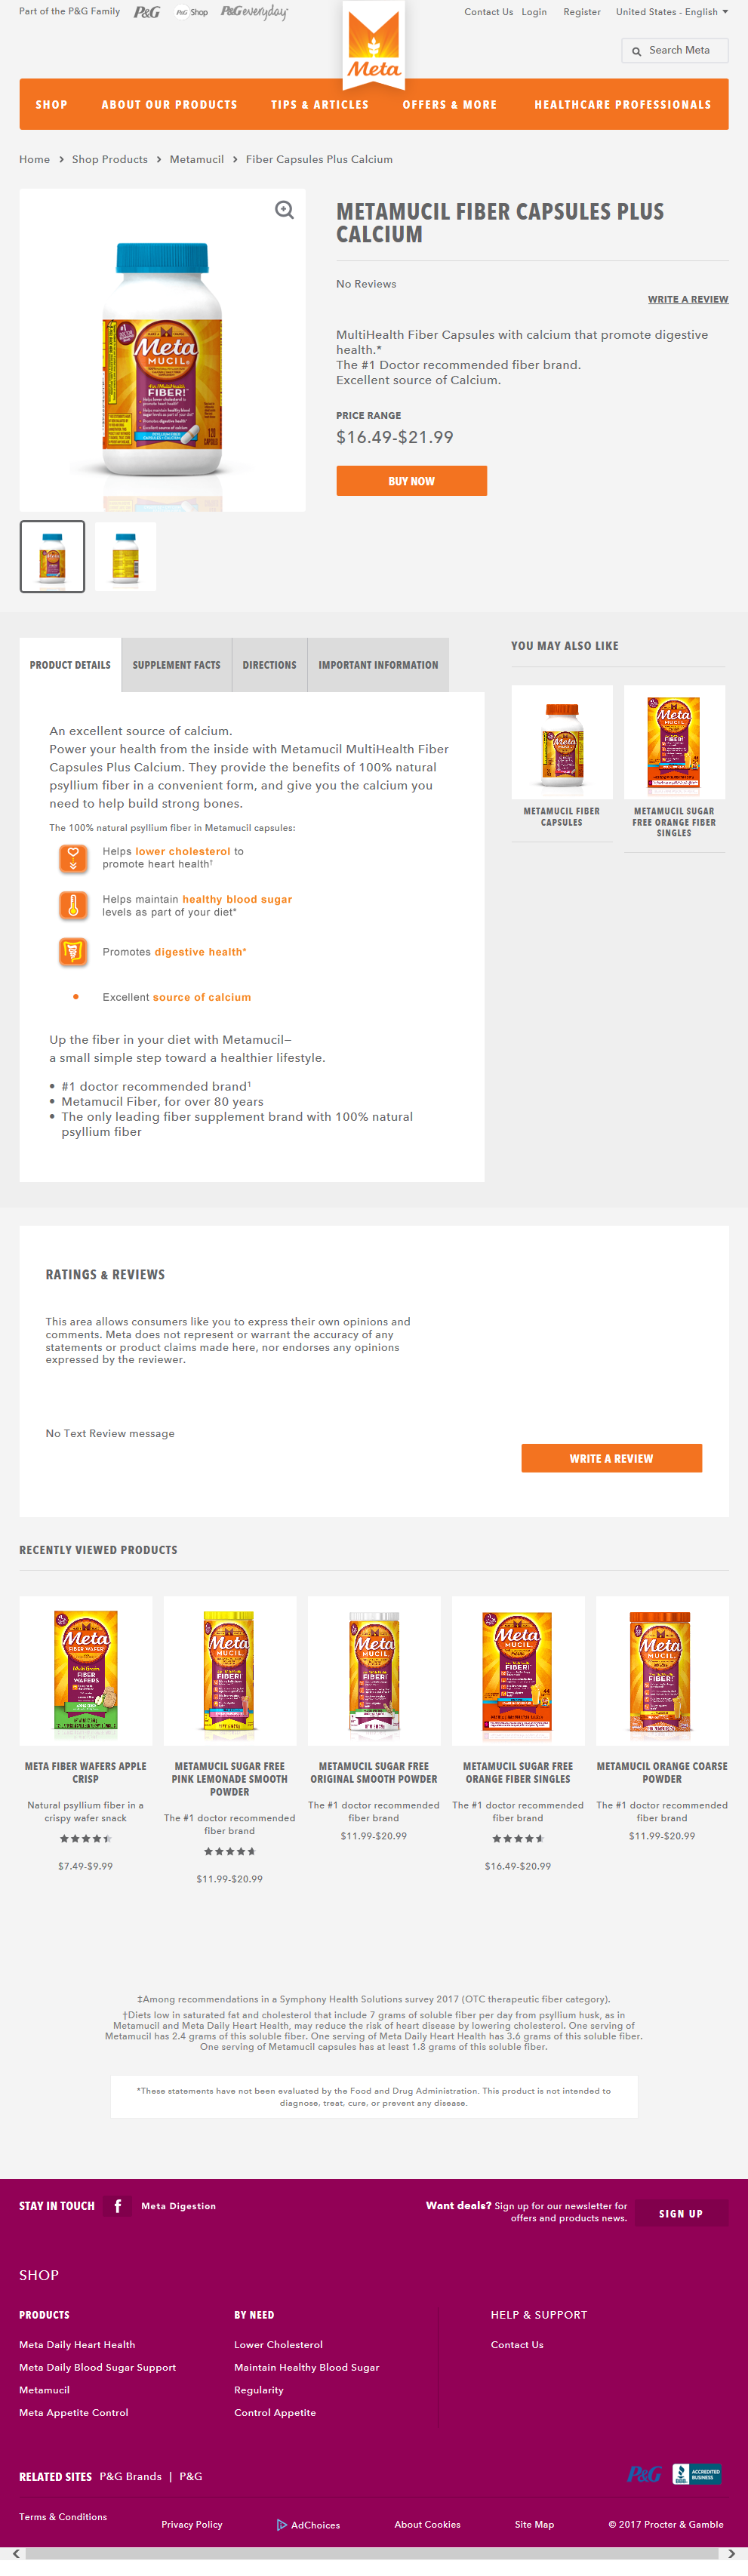 Part of the P&G Family P&G P&G Shop P&G everyday
Contact Us Login Register United States - English
Meta
Search Meta
SHOP ABOUT OUR PRODUCTS TIPS & ARTICLES OFFERS & MORE HEALTHCARE PROFESSIONALS
Home > Shop Products > Metamucil > Fiber Capsules Plus Calcium
METAMUCIL FIBER CAPSULES PLUS
CALCIUM
No Reviews
WRITE A REVIEW
MultiHealth Fiber Capsules with calcium that promote digestive
health.*
The #1 Doctor recommended fiber brand.
Excellent source of Calcium.
PRICE RANGE
$16.49-$21.99
BUY NOW
Meta
MUCIL
FIBER!
PRODUCT DETAILS SUPPLEMENT FACTS DIRECTIONS IMPORTANT INFORMATION
YOU MAY ALSO LIKE
An excellent source of calcium.
Power your health from the inside with Metamucil MultiHealth Fiber
Capsules Plus Calcium. They provide the benefits of 100% natural
psyllium fiber in a convenient form, and give you the calcium you
need to help build strong bones.
The 100% natural psyllium fiber in Metamucil capsules:
Helps lower cholesterol to
promote heart health†
Helps maintain healthy blood sugar
levels as part of your diet*
Promotes digestive health*
• Excellent source of calcium
Up the fiber in your diet with Metamucil—
a small simple step toward a healthier lifestyle.
• #1 doctor recommended brand¹
• Metamucil Fiber, for over 80 years
• The only leading fiber supplement brand with 100% natural
psyllium fiber
METAMUCIL FIBER
CAPSULES
METAMUCIL SUGAR
FREE ORANGE FIBER
SINGLES
RATINGS & REVIEWS
This area allows consumers like you to express their own opinions and
comments. Meta does not represent or warrant the accuracy of any
statements or product claims made here, nor endorses any opinions
expressed by the reviewer.
No Text Review message
WRITE A REVIEW
RECENTLY VIEWED PRODUCTS
META FIBER WAFERS APPLE
CRISP
Natural psyllium fiber in a
crispy wafer snack
$7.49-$9.99
METAMUCIL SUGAR FREE
PINK LEMONADE SMOOTH
POWDER
The #1 doctor recommended
fiber brand
$11.99-$20.99
METAMUCIL SUGAR FREE
ORIGINAL SMOOTH POWDER
The #1 doctor recommended
fiber brand
$11.99-$20.99
METAMUCIL SUGAR FREE
ORANGE FIBER SINGLES
The #1 doctor recommended
fiber brand
$16.49-$20.99
METAMUCIL ORANGE COARSE
POWDER
The #1 doctor recommended
fiber brand
$11.99-$20.99
‡Among recommendations in a Symphony Health Solutions survey 2017 (OTC therapeutic fiber category).
†Diets low in saturated fat and cholesterol that include 7 grams of soluble fiber per day from psyllium husk, as in
Metamucil and Meta Daily Heart Health, may reduce the risk of heart disease by lowering cholesterol. One serving of
Metamucil has 2.4 grams of this soluble fiber. One serving of Meta Daily Heart Health has 3.6 grams of this soluble fiber.
One serving of Metamucil capsules has at least 1.8 grams of this soluble fiber.
*These statements have not been evaluated by the Food and Drug Administration. This product is not intended to
diagnose, treat, cure, or prevent any disease.
STAY IN TOUCH f Meta Digestion
Want deals? Sign up for our newsletter for
offers and products news.
SIGN UP
SHOP
PRODUCTS
Meta Daily Heart Health
Meta Daily Blood Sugar Support
Metamucil
Meta Appetite Control
BY NEED
Lower Cholesterol
Maintain Healthy Blood Sugar
Regularity
Control Appetite
HELP & SUPPORT
Contact Us
RELATED SITES P&G Brands | P&G
P&G
BBB ACCREDITED
BUSINESS
Terms & Conditions Privacy Policy AdChoices About Cookies Site Map © 2017 Procter & Gamble